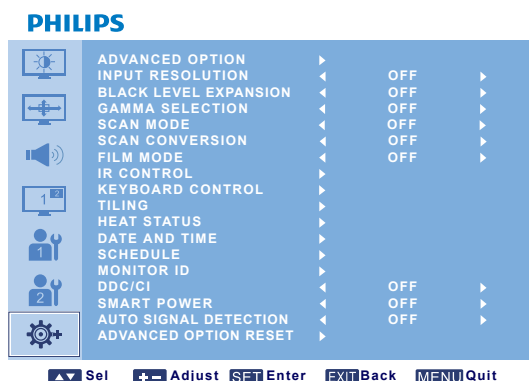 PHILIPS
ADVANCED OPTION
INPUT RESOLUTION OFF
BLACK LEVEL EXPANSION OFF
GAMMA SELECTION OFF
SCAN MODE OFF
SCAN CONVERSION OFF
FILM MODE OFF
IR CONTROL
KEYBOARD CONTROL
TILING
HEAT STATUS
DATE AND TIME
SCHEDULE
MONITOR ID
DDC/CI OFF
SMART POWER OFF
AUTO SIGNAL DETECTION OFF
ADVANCED OPTION RESET
1 2
1
2
Sel Adjust SET Enter EXIT Back MENU Quit